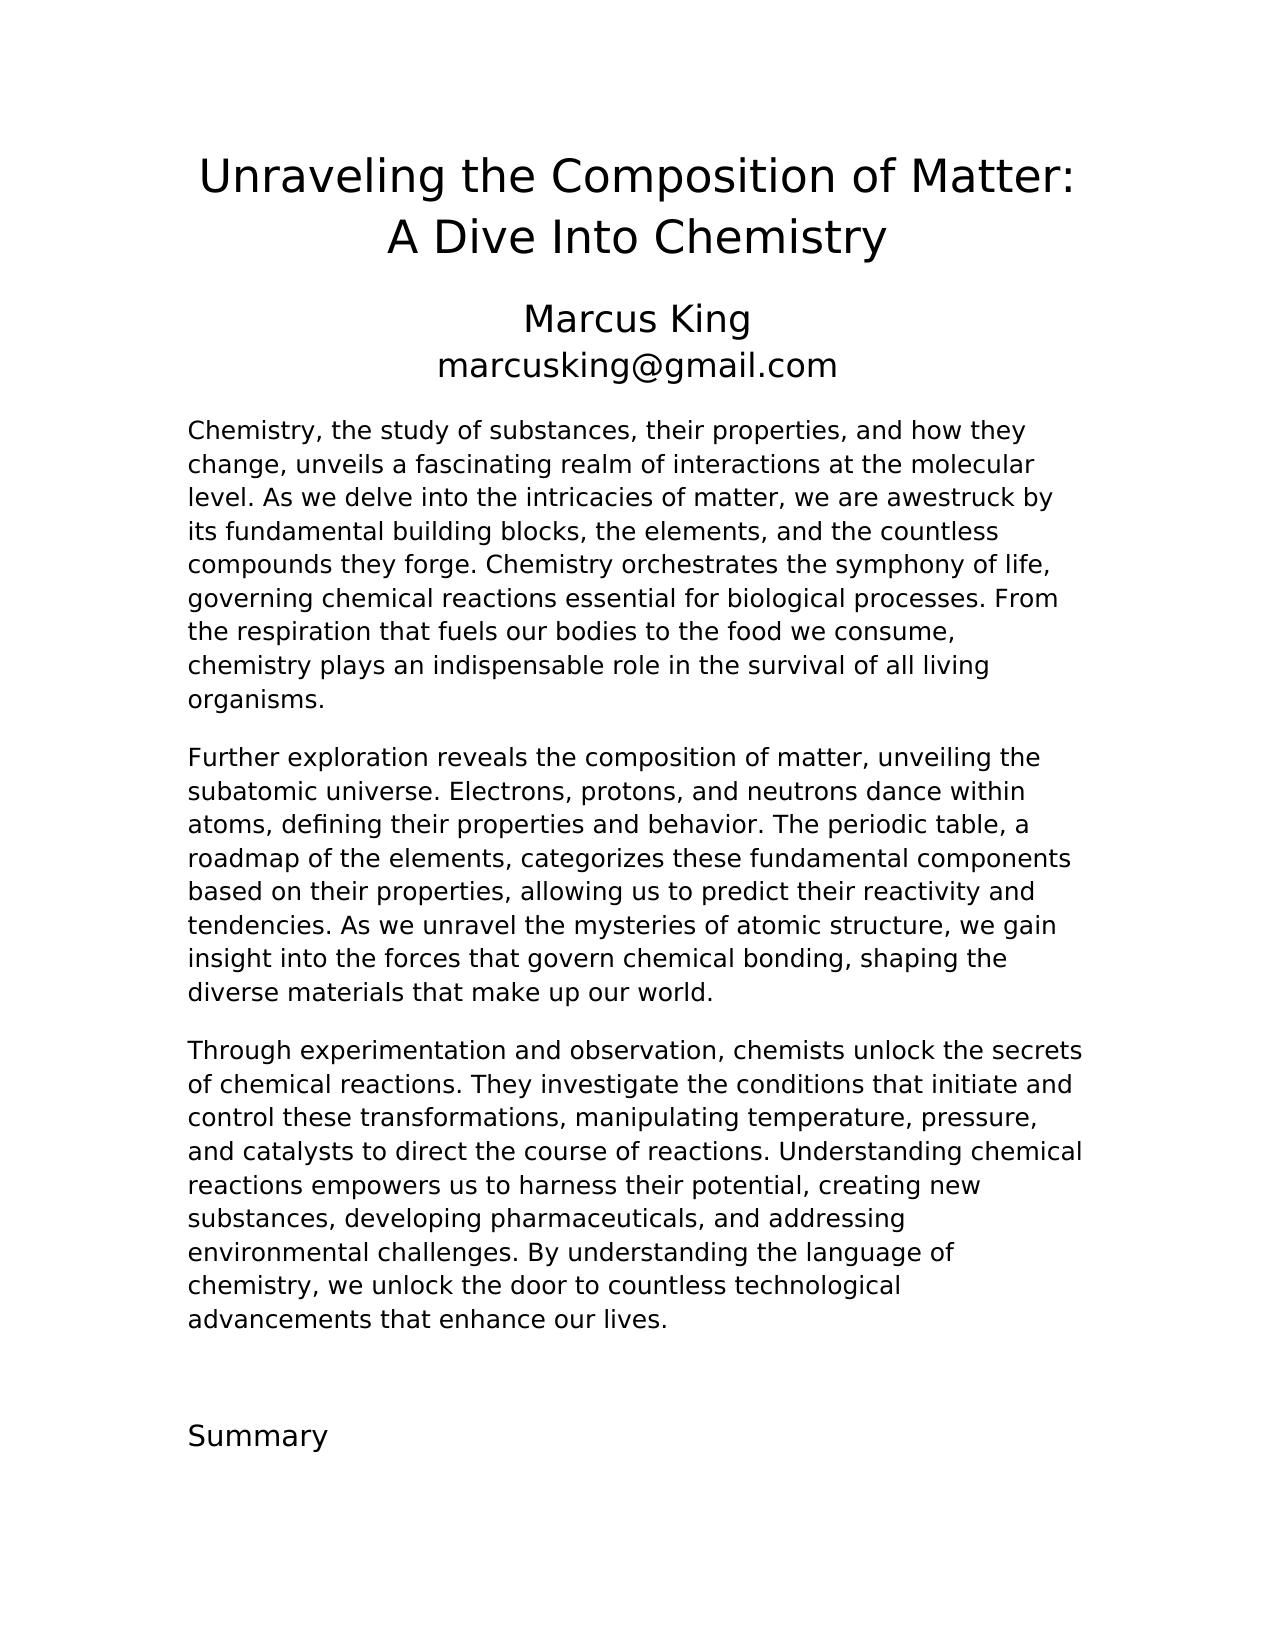 Unraveling the Composition of Matter:
A Dive Into Chemistry
Marcus King
marcusking@gmail.com
Chemistry, the study of substances, their properties, and how they
change, unveils a fascinating realm of interactions at the molecular
level. As we delve into the intricacies of matter, we are awestruck by
its fundamental building blocks, the elements, and the countless
compounds they forge. Chemistry orchestrates the symphony of life,
governing chemical reactions essential for biological processes. From
the respiration that fuels our bodies to the food we consume,
chemistry plays an indispensable role in the survival of all living
organisms.
Further exploration reveals the composition of matter, unveiling the
subatomic universe. Electrons, protons, and neutrons dance within
atoms, defining their properties and behavior. The periodic table, a
roadmap of the elements, categorizes these fundamental components
based on their properties, allowing us to predict their reactivity and
tendencies. As we unravel the mysteries of atomic structure, we gain
insight into the forces that govern chemical bonding, shaping the
diverse materials that make up our world.
Through experimentation and observation, chemists unlock the secrets
of chemical reactions. They investigate the conditions that initiate and
control these transformations, manipulating temperature, pressure,
and catalysts to direct the course of reactions. Understanding chemical
reactions empowers us to harness their potential, creating new
substances, developing pharmaceuticals, and addressing
environmental challenges. By understanding the language of
chemistry, we unlock the door to countless technological
advancements that enhance our lives.
Summary